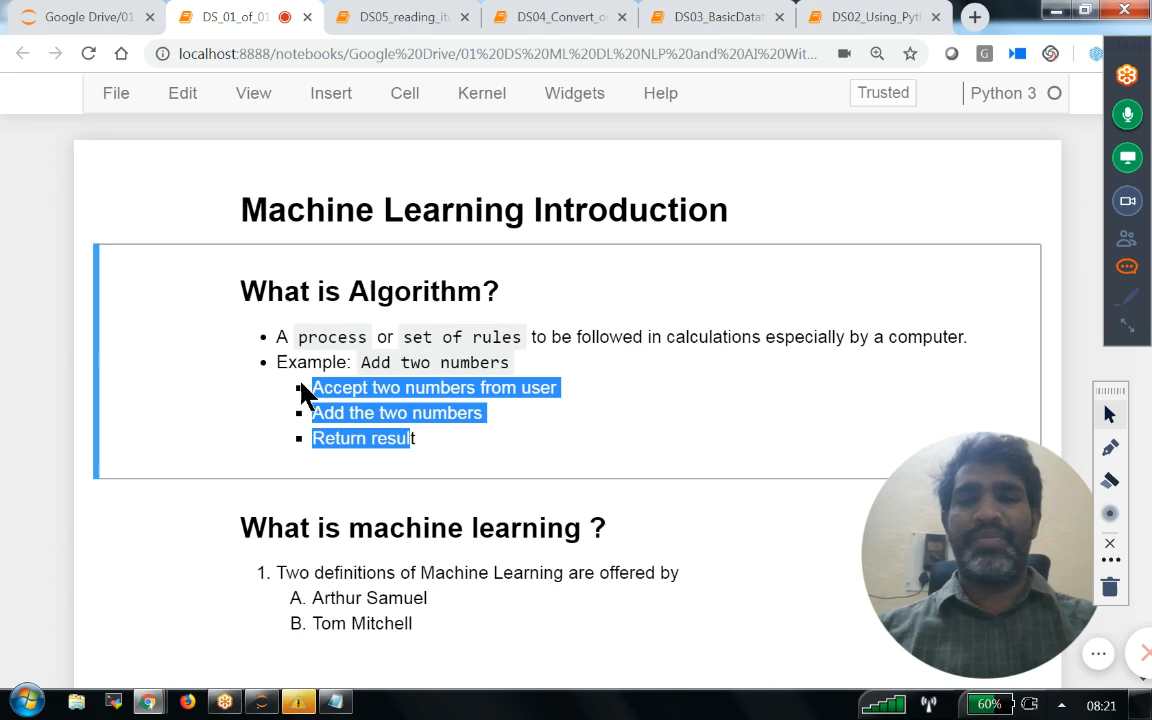 Google Drive/01
DS_01_of_01
DS05_reading_ite
DS04_Convert_o
DS03_BasicDatat
DS02_Using_Pyt
localhost:8888/notebooks/Google%20Drive/01%20DS%20ML%20DL%20NLP%20and%20AI%20Wit...
G
File Edit View Insert Cell Kernel Widgets Help
Trusted
Python 3
Machine Learning Introduction
What is Algorithm?
• A process or set of rules to be followed in calculations especially by a computer.
• Example: Add two numbers
▪ Accept two numbers from user
▪ Add the two numbers
▪ Return result
What is machine learning ?
1. Two definitions of Machine Learning are offered by
A. Arthur Samuel
B. Tom Mitchell
60%
08:21